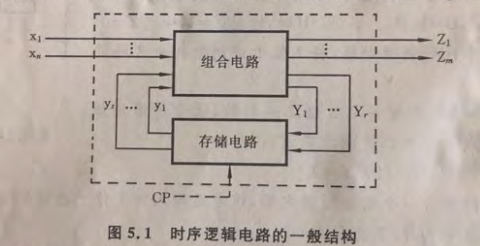 x₁
⋮
xₙ
组合电路
⋮
Z₁
Zₘ
yᵣ … y₁
Y₁ … Yᵣ
存储电路
CP
图 5.1 时序逻辑电路的一般结构